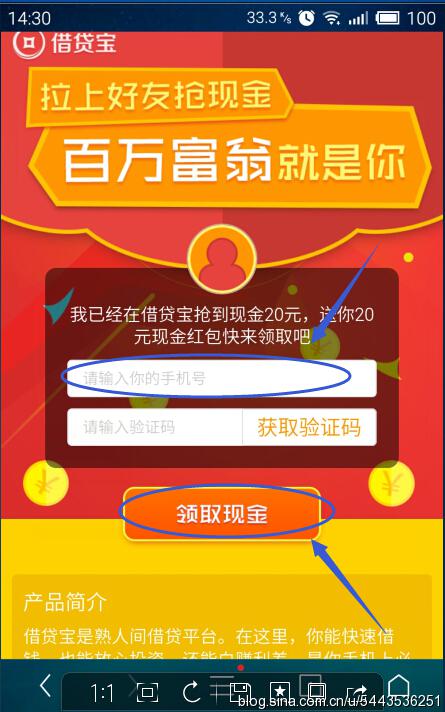 14:30 33.3 K/s 100
借贷宝
拉上好友抢现金
百万富翁就是你
我已经在借贷宝抢到现金20元，送你20
元现金红包快来领取吧
请输入你的手机号
请输入验证码 获取验证码
领取现金
产品简介
借贷宝是熟人间借贷平台。在这里，你能快速借
钱，也能放心投资，还能自赚利差，是你手机上必
1:1
blog.sina.com.cn/u/5443536251